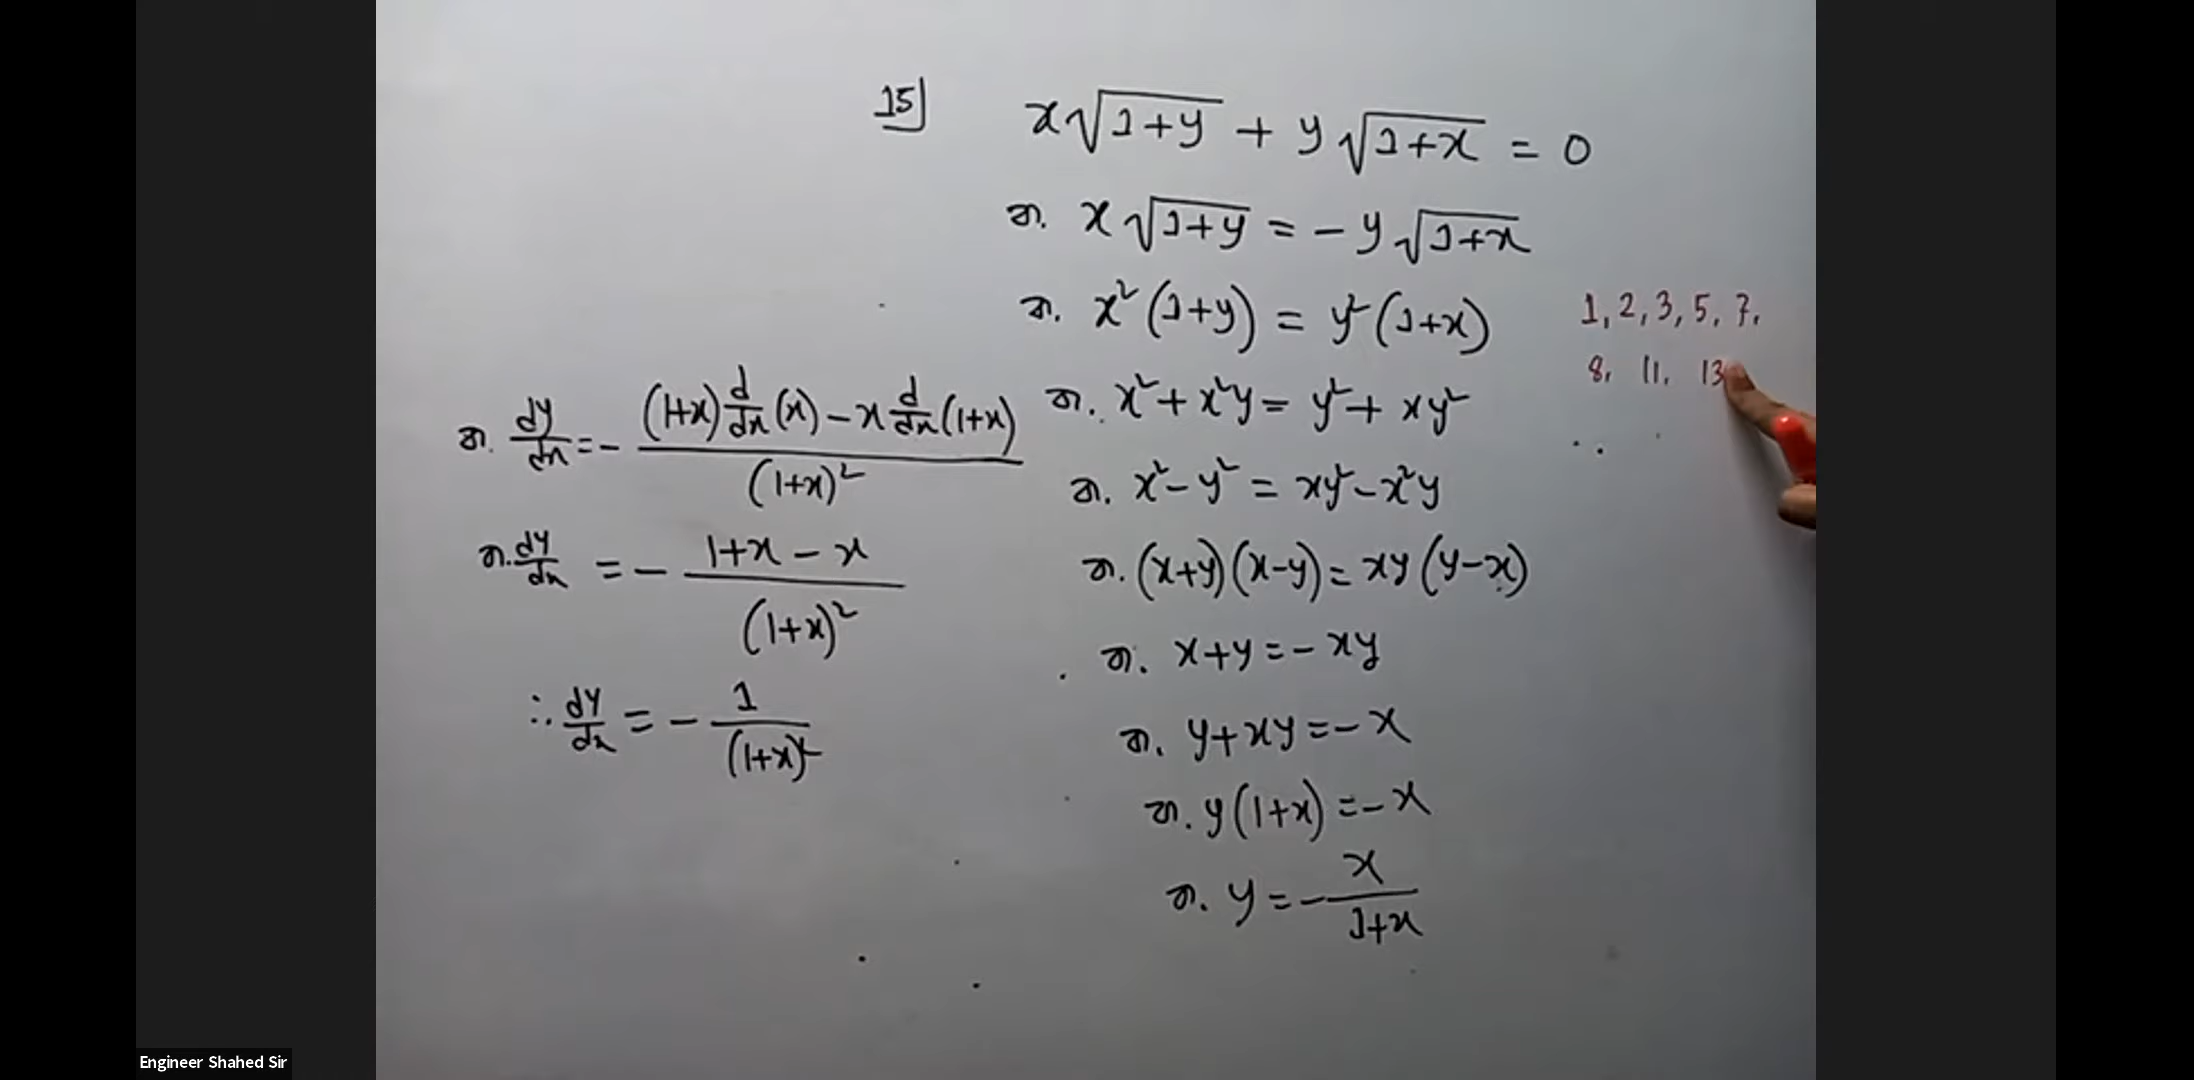 15]
x√(1+y) + y√(1+x) = 0
বা. x√(1+y) = -y√(1+x)
বা. x²(1+y) = y²(1+x)
বা. x²+x²y = y²+xy²
বা. x²-y² = xy²-x²y
বা. (x+y)(x-y) = xy(y-x)
বা. x+y = -xy
বা. y+xy = -x
বা. y(1+x) = -x
বা. y = -x/(1+x)
বা. dy/dx = -((1+x)d/dx(x) - x d/dx(1+x))/(1+x)²
বা. dy/dx = -(1+x-x)/(1+x)²
∴ dy/dx = -1/(1+x)²
1, 2, 3, 5, 7,
8, 11, 13
Engineer Shahed Sir